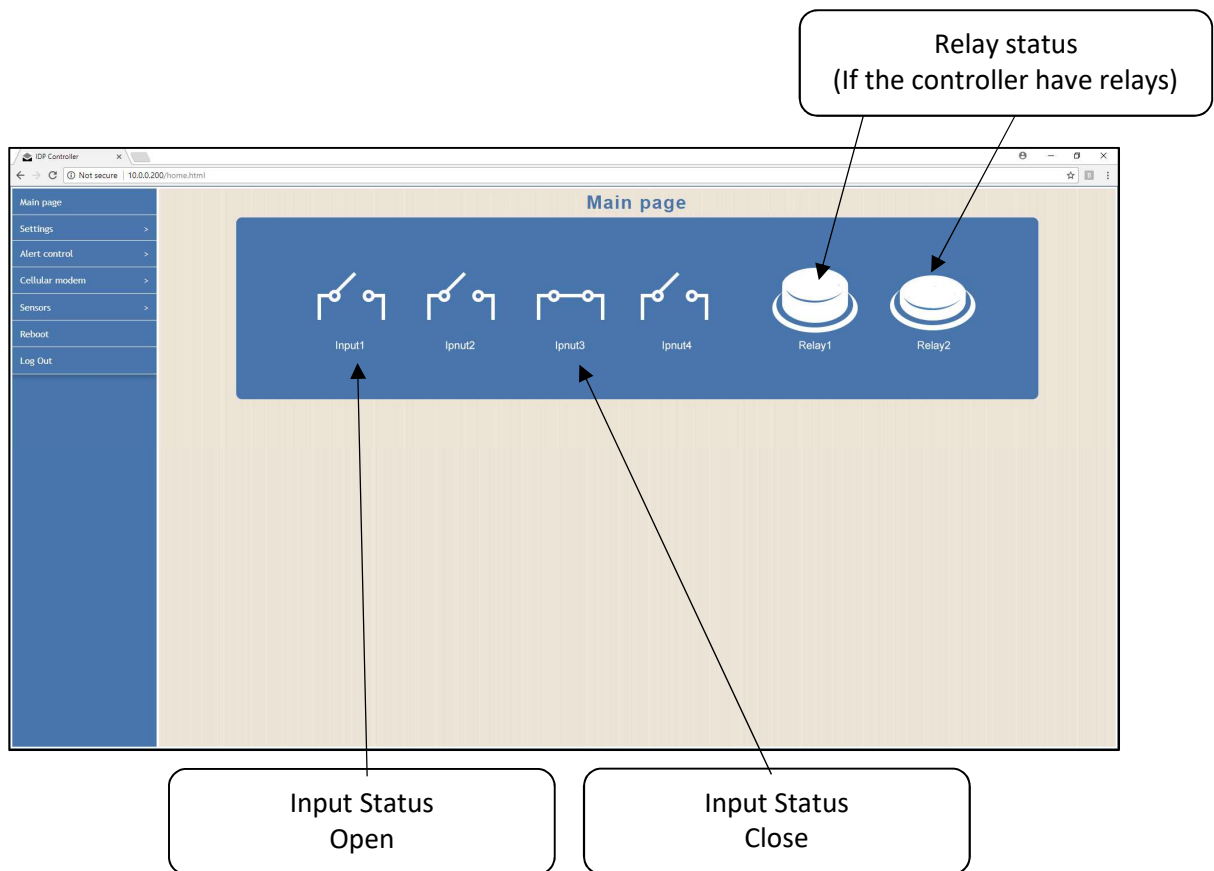 Relay status
(If the controller have relays)
IDP Controller
Not secure | 10.0.0.200/home.html
Main page
Settings >
Alert control >
Cellular modem >
Sensors >
Reboot
Log Out
Main page
Input1
Ipnut2
Ipnut3
Ipnut4
Relay1
Relay2
Input Status
Open
Input Status
Close